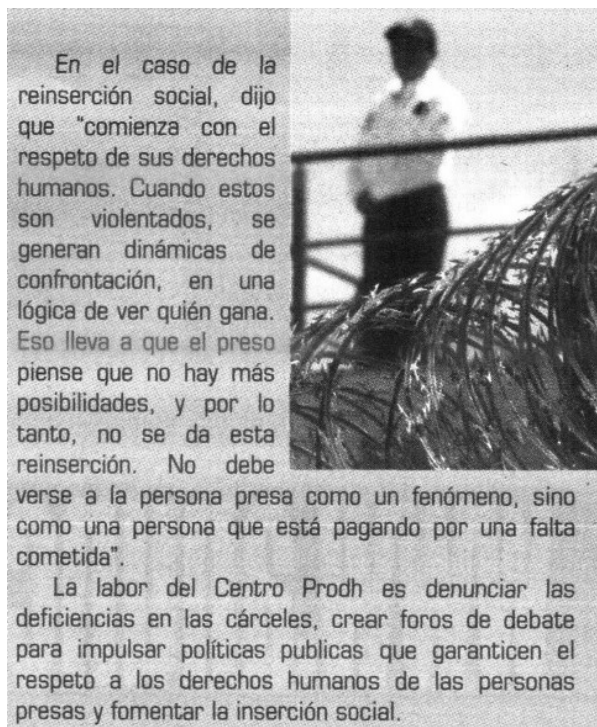 En el caso de la
reinserción social, dijo
que “comienza con el
respeto de sus derechos
humanos. Cuando estos
son violentados, se
generan dinámicas de
confrontación, en una
lógica de ver quién gana.
Eso lleva a que el preso
piense que no hay más
posibilidades, y por lo
tanto, no se da esta
reinserción. No debe
verse a la persona presa como un fenómeno, sino
como una persona que está pagando por una falta
cometida”.
La labor del Centro Prodh es denunciar las
deficiencias en las cárceles, crear foros de debate
para impulsar políticas publicas que garanticen el
respeto a los derechos humanos de las personas
presas y fomentar la inserción social.